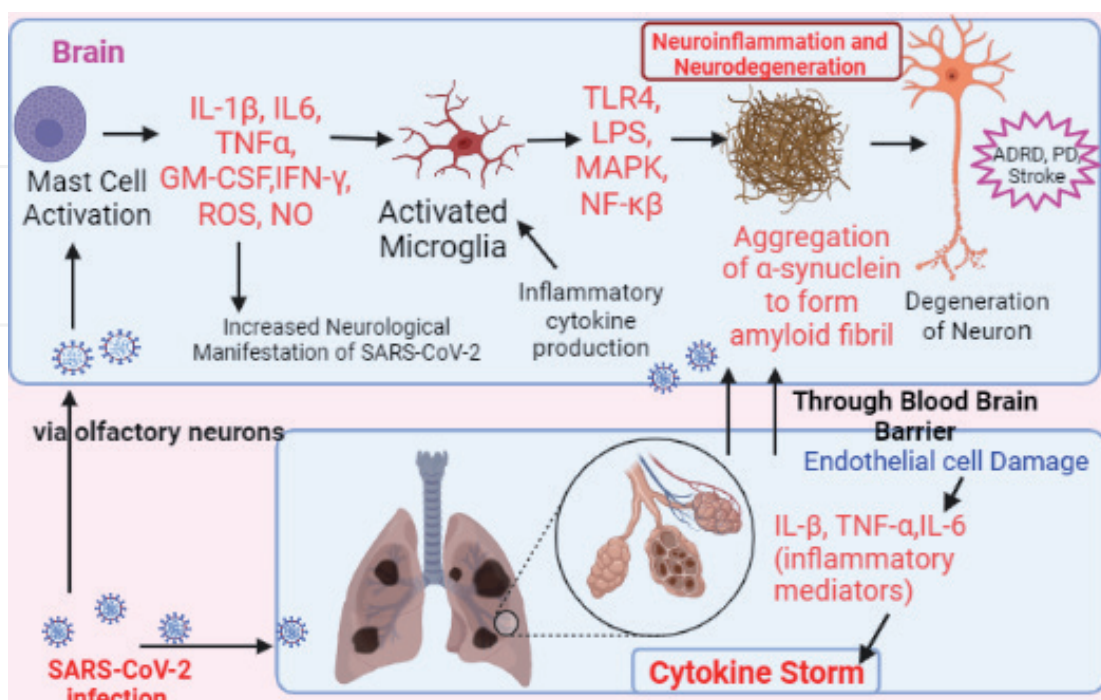 Brain
Neuroinflammation and
Neurodegeneration
Mast Cell
Activation
IL-1β, IL6,
TNFα,
GM-CSF,IFN-γ,
ROS, NO
Increased Neurological
Manifestation of SARS-CoV-2
Activated
Microglia
Inflammatory
cytokine
production
TLR4,
LPS,
MAPK,
NF-κβ
Aggregation
of α-synuclein
to form
amyloid fibril
ADRD, PD,
Stroke
Degeneration
of Neuron
via olfactory neurons
Through Blood Brain
Barrier
Endothelial cell Damage
IL-β, TNF-α,IL-6
(inflammatory
mediators)
Cytokine Storm
SARS-CoV-2
infection